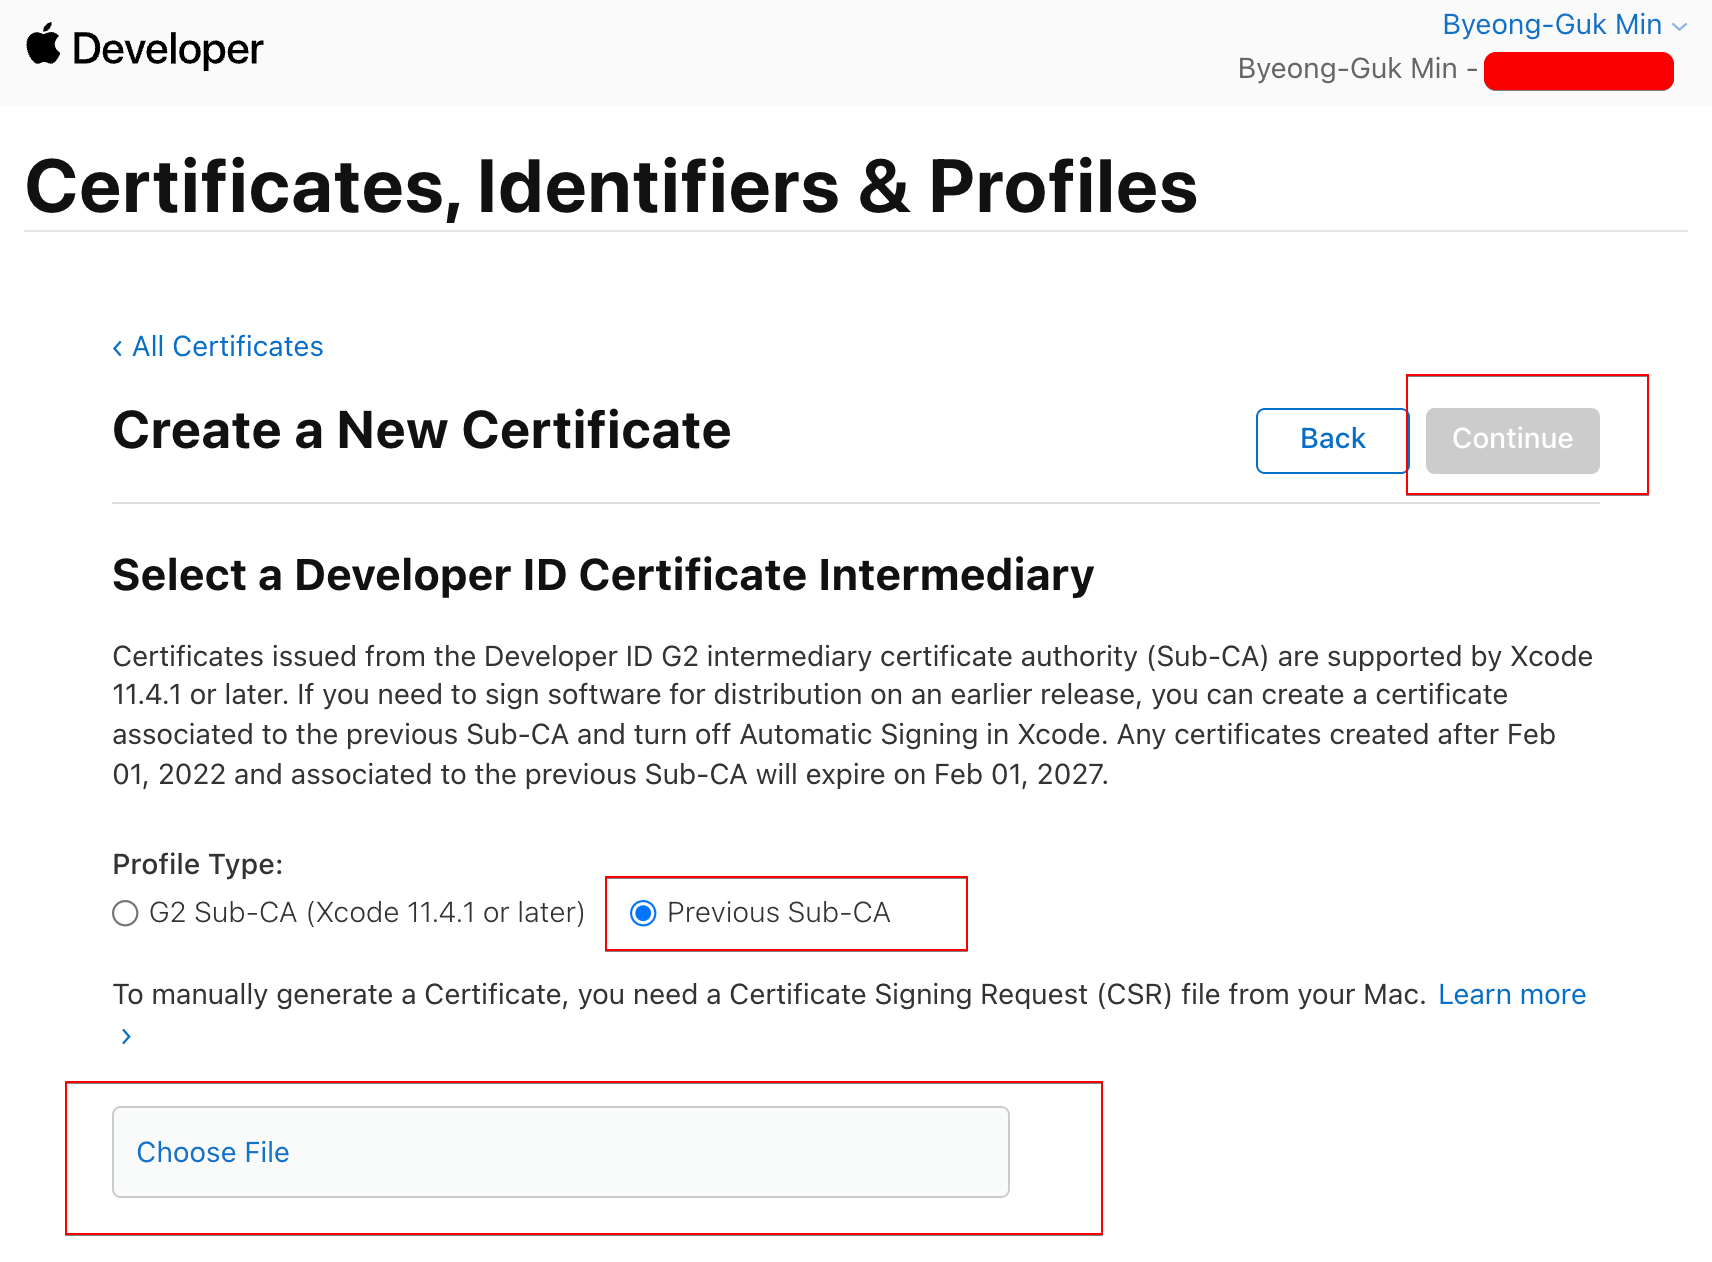 Developer
Byeong-Guk Min
Byeong-Guk Min -
Certificates, Identifiers & Profiles
‹ All Certificates
Create a New Certificate
Back
Continue
Select a Developer ID Certificate Intermediary
Certificates issued from the Developer ID G2 intermediary certificate authority (Sub-CA) are supported by Xcode
11.4.1 or later. If you need to sign software for distribution on an earlier release, you can create a certificate
associated to the previous Sub-CA and turn off Automatic Signing in Xcode. Any certificates created after Feb
01, 2022 and associated to the previous Sub-CA will expire on Feb 01, 2027.
Profile Type:
G2 Sub-CA (Xcode 11.4.1 or later)
Previous Sub-CA
To manually generate a Certificate, you need a Certificate Signing Request (CSR) file from your Mac. Learn more
›
Choose File